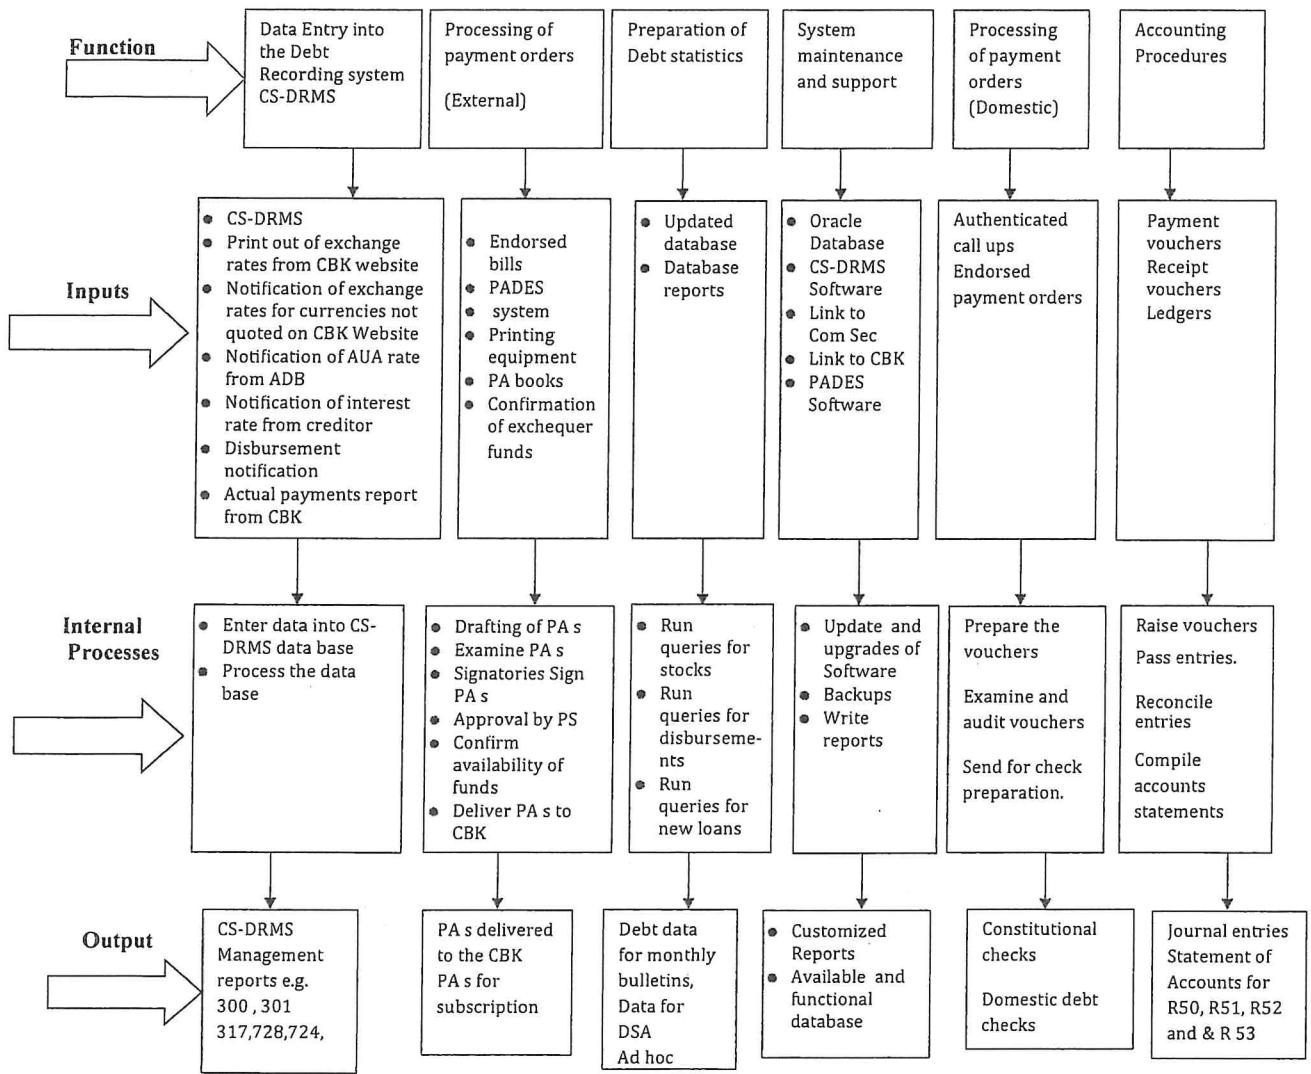 Function
Data Entry into
the Debt
Recording system
CS-DRMS
Processing of
payment orders
(External)
Preparation of
Debt statistics
System
maintenance
and support
Processing
of payment
orders
(Domestic)
Accounting
Procedures
Inputs
CS-DRMS
Print out of exchange
rates from CBK website
Notification of exchange
rates for currencies not
quoted on CBK Website
Notification of AUA rate
from ADB
Notification of interest
rate from creditor
Disbursement
notification
Actual payments report
from CBK
Endorsed
bills
PADES
system
Printing
equipment
PA books
Confirmation
of exchequer
funds
Updated
database
Database
reports
Oracle
Database
CS-DRMS
Software
Link to
Com Sec
Link to CBK
PADES
Software
Authenticated
call ups
Endorsed
payment orders
Payment
vouchers
Receipt
vouchers
Ledgers
Internal
Processes
Enter data into CS-
DRMS data base
Process the data
base
Drafting of PA s
Examine PA s
Signatories Sign
PA s
Approval by PS
Confirm
availability of
funds
Deliver PA s to
CBK
Run
queries for
stocks
Run
queries for
disburseme-
nts
Run
queries for
new loans
Update and
upgrades of
Software
Backups
Write
reports
Prepare the
vouchers
Examine and
audit vouchers
Send for check
preparation.
Raise vouchers
Pass entries.
Reconcile
entries
Compile
accounts
statements
Output
CS-DRMS
Management
reports e.g.
300 , 301
317,728,724,
PA s delivered
to the CBK
PA s for
subscription
Debt data
for monthly
bulletins,
Data for
DSA
Ad hoc
Customized
Reports
Available and
functional
database
Constitutional
checks
Domestic debt
checks
Journal entries
Statement of
Accounts for
R50, R51, R52
and & R 53